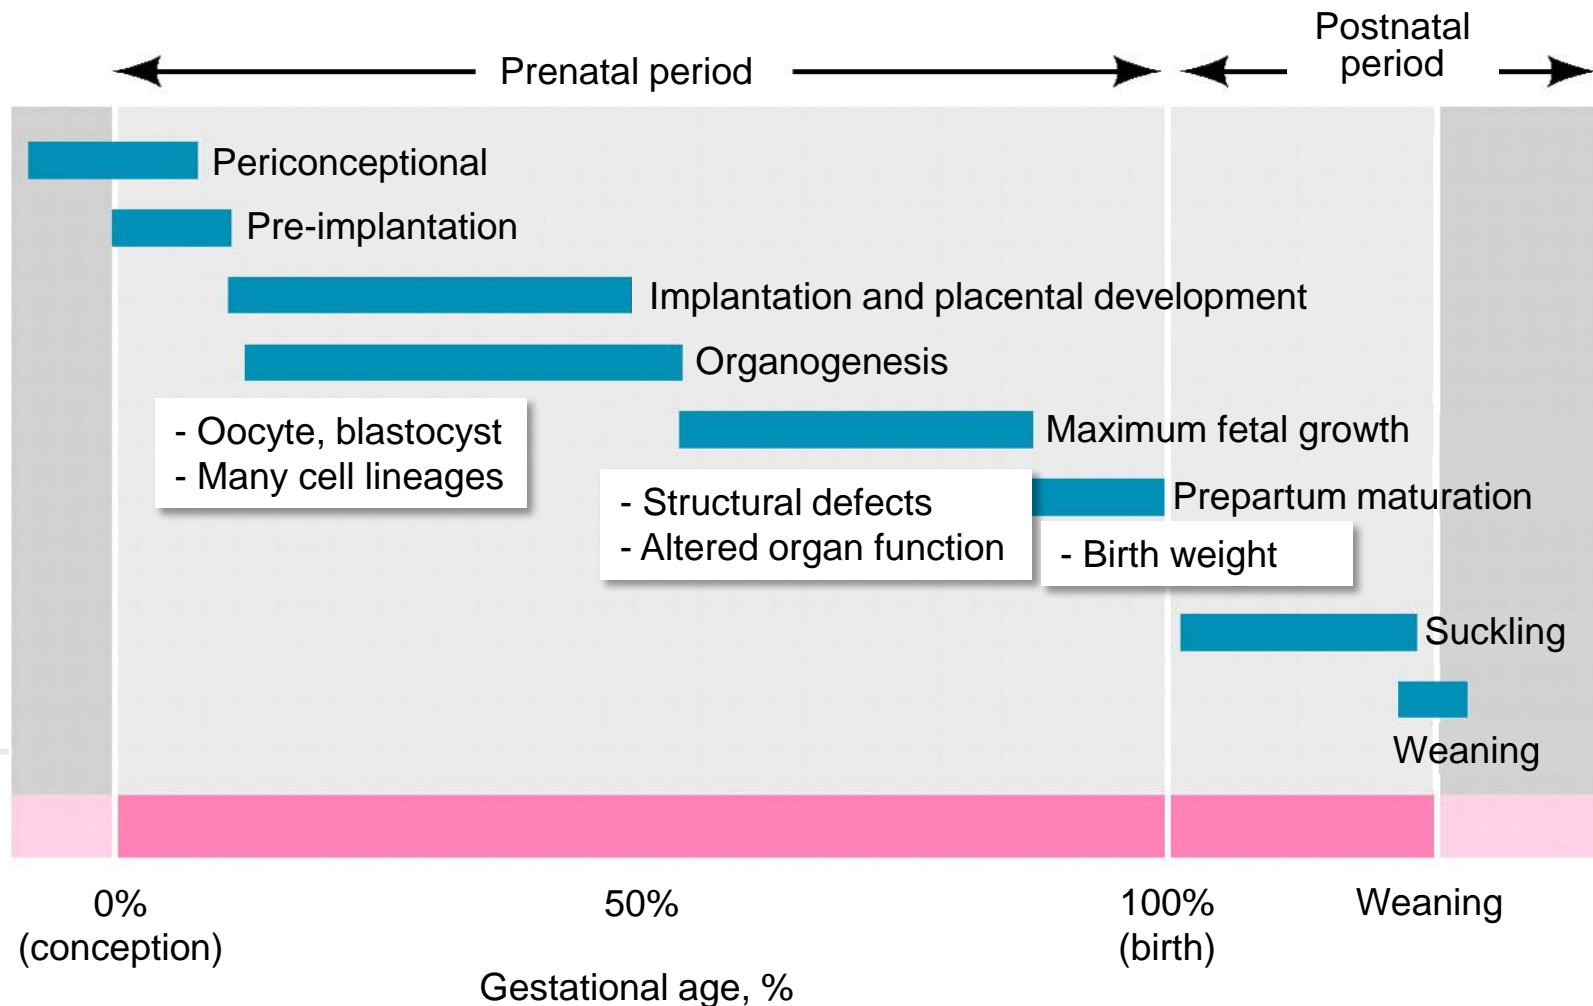 Prenatal period
Postnatal
period
Periconceptional
Pre-implantation
Implantation and placental development
Organogenesis
- Oocyte, blastocyst
- Many cell lineages
Maximum fetal growth
- Structural defects
- Altered organ function
Prepartum maturation
- Birth weight
Suckling
Weaning
0%
(conception)
50%
100%
(birth)
Weaning
Gestational age, %